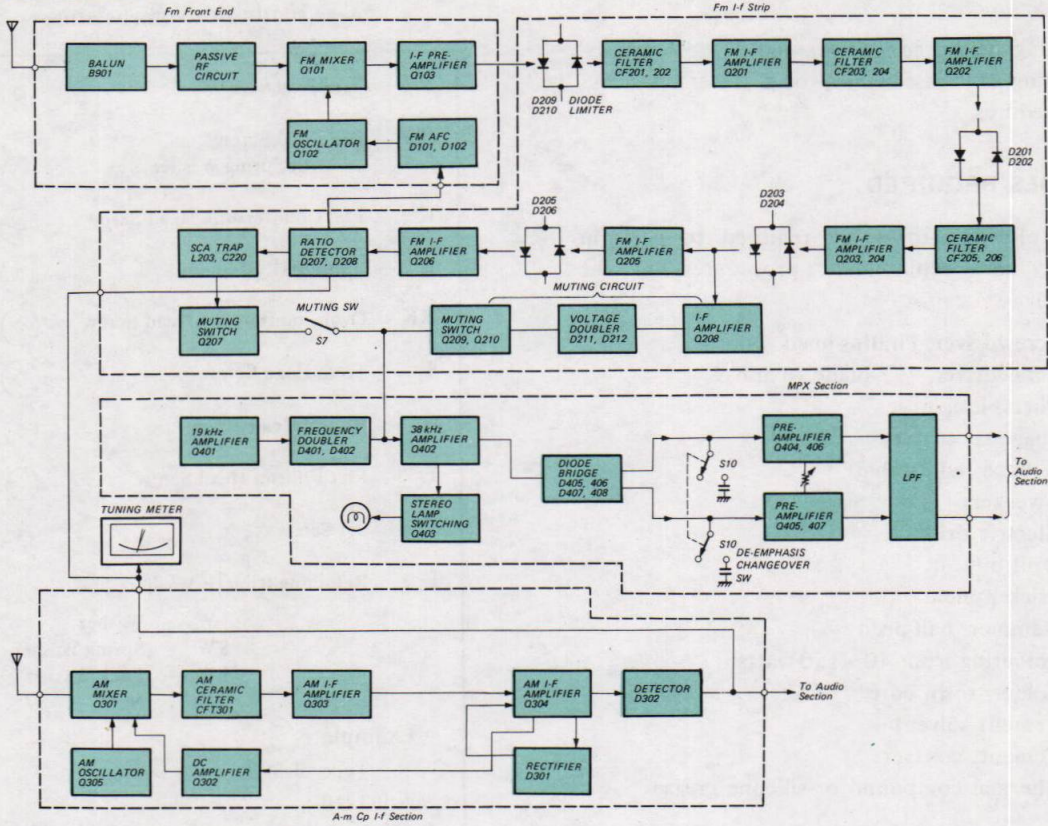 Fm Front End
Fm I-f Strip
BALUN
B901
PASSIVE
RF
CIRCUIT
FM MIXER
Q101
I-F PRE-
AMPLIFIER
Q103
D209
D210
DIODE
LIMITER
CERAMIC
FILTER
CF201, 202
FM I-F
AMPLIFIER
Q201
CERAMIC
FILTER
CF203, 204
FM I-F
AMPLIFIER
Q202
FM
OSCILLATOR
Q102
FM AFC
D101, D102
D201
D202
SCA TRAP
L203, C220
RATIO
DETECTOR
D207, D208
FM I-F
AMPLIFIER
Q206
D205
D206
FM I-F
AMPLIFIER
Q205
D203
D204
FM I-F
AMPLIFIER
Q203, 204
CERAMIC
FILTER
CF205, 206
MUTING CIRCUIT
MUTING
SWITCH
Q207
MUTING SW
S7
MUTING
SWITCH
Q209, Q210
VOLTAGE
DOUBLER
D211, D212
I-F
AMPLIFIER
Q208
MPX Section
19 kHz
AMPLIFIER
Q401
FREQUENCY
DOUBLER
D401, D402
38 kHz
AMPLIFIER
Q402
DIODE
BRIDGE
D405, 406
D407, 408
S10
PRE-
AMPLIFIER
Q404, 406
LPF
To
Audio
Section
STEREO
LAMP
SWITCHING
Q403
S10
PRE-
AMPLIFIER
Q405, 407
DE-EMPHASIS
CHANGEOVER
SW
TUNING METER
AM
MIXER
Q301
AM
CERAMIC
FILTER
CFT301
AM I-F
AMPLIFIER
Q303
AM I-F
AMPLIFIER
Q304
DETECTOR
D302
To Audio
Section
AM
OSCILLATOR
Q305
DC
AMPLIFIER
Q302
RECTIFIER
D301
A-m Cp I-f Section